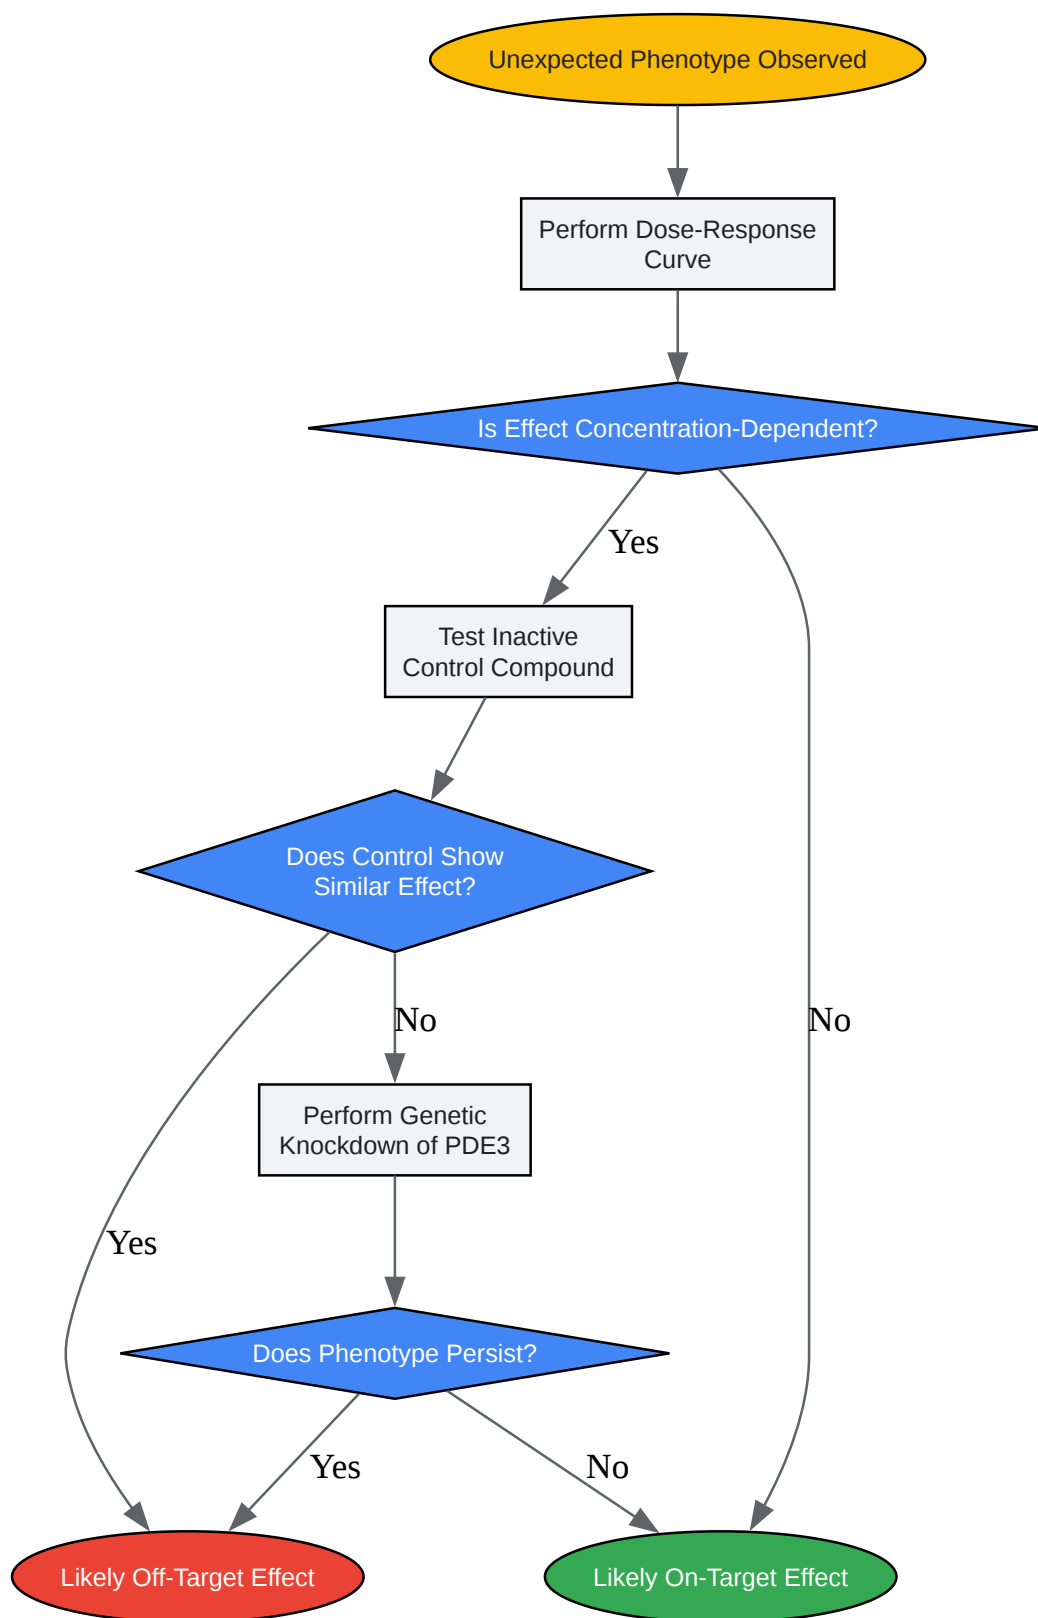 Unexpected Phenotype Observed
Perform Dose-Response
Curve
Is Effect Concentration-Dependent?
Yes
Test Inactive
Control Compound
Does Control Show
Similar Effect?
No
No
Perform Genetic
Knockdown of PDE3
Yes
Does Phenotype Persist?
Yes
No
Likely Off-Target Effect
Likely On-Target Effect